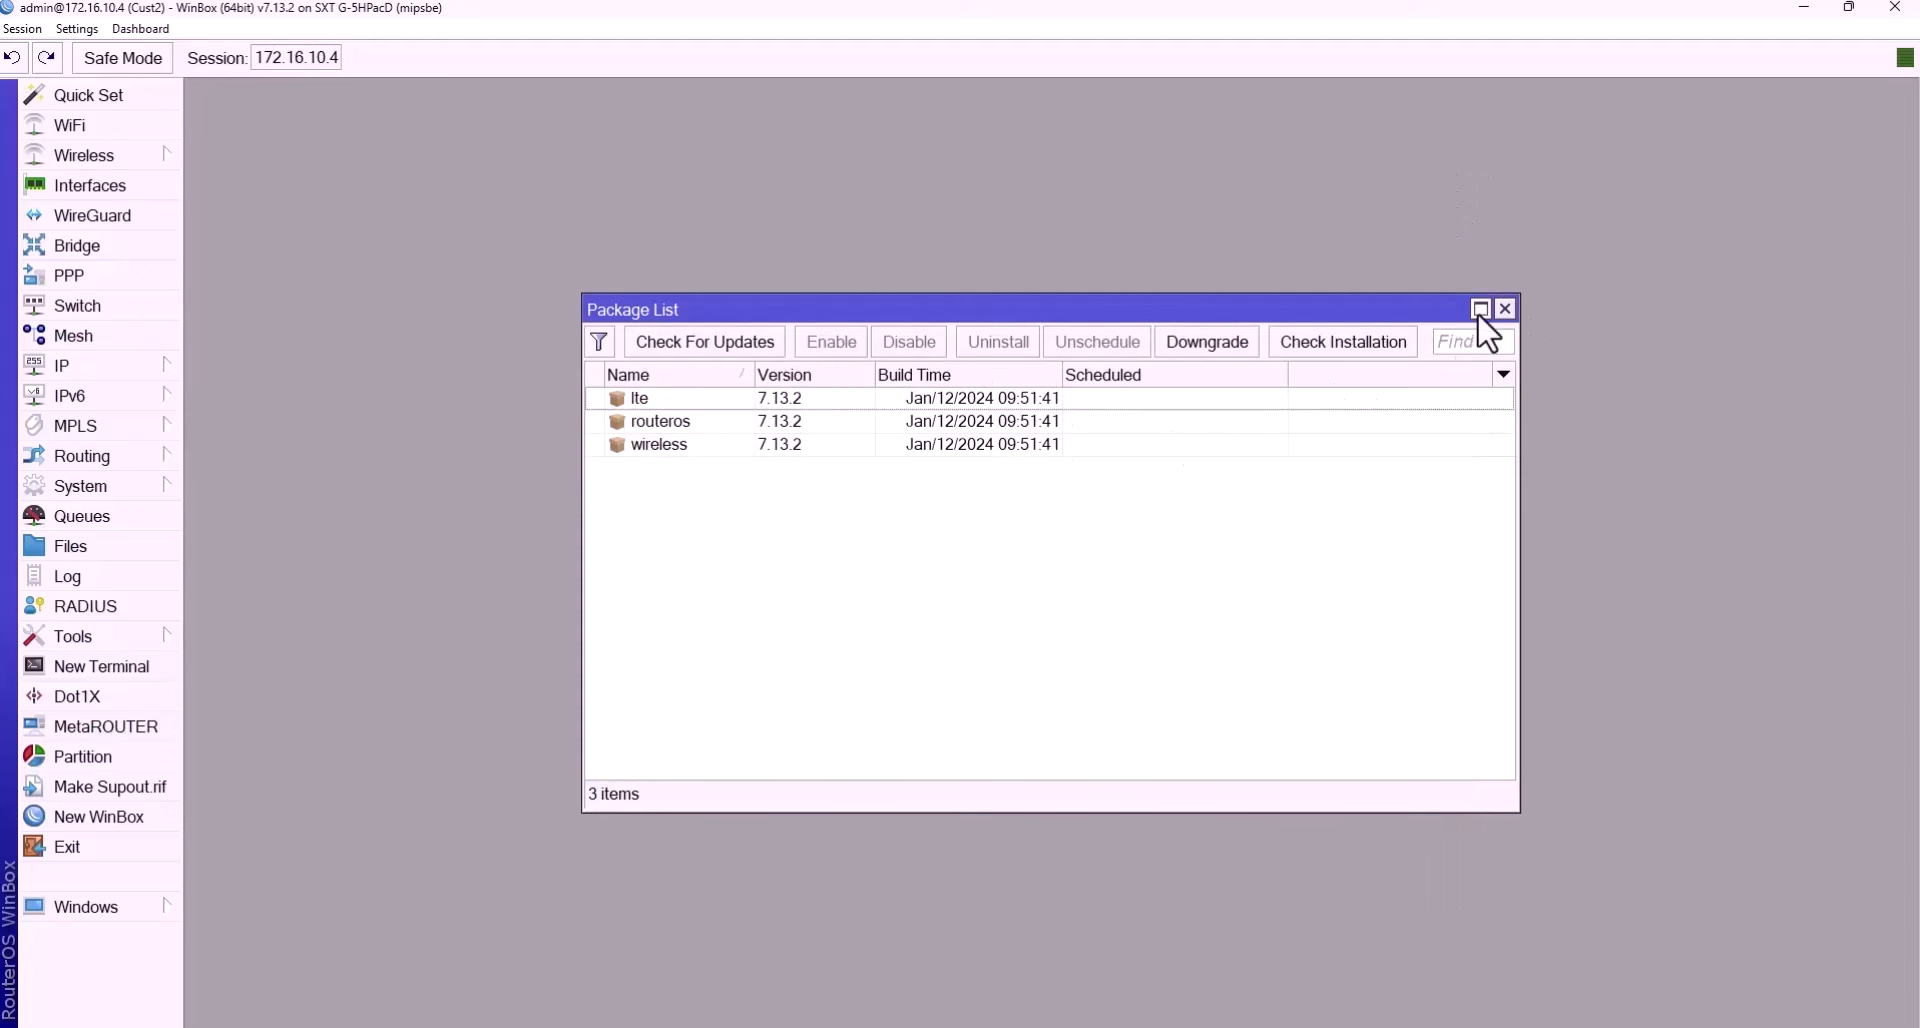 admin@172.16.10.4 (Cust2) - WinBox (64bit) v7.13.2 on SXT G-5HPacD (mipsbe)
Session Settings Dashboard
Safe Mode Session: 172.16.10.4
Quick Set
WiFi
Wireless
Interfaces
WireGuard
Bridge
PPP
Switch
Mesh
IP
IPv6
MPLS
Routing
System
Queues
Files
Log
RADIUS
Tools
New Terminal
Dot1X
MetaROUTER
Partition
Make Supout.rif
New WinBox
Exit
Windows
RouterOS WinBox
Package List
Check For Updates Enable Disable Uninstall Unschedule Downgrade Check Installation Find
Name Version Build Time Scheduled
lte 7.13.2 Jan/12/2024 09:51:41
routeros 7.13.2 Jan/12/2024 09:51:41
wireless 7.13.2 Jan/12/2024 09:51:41
3 items